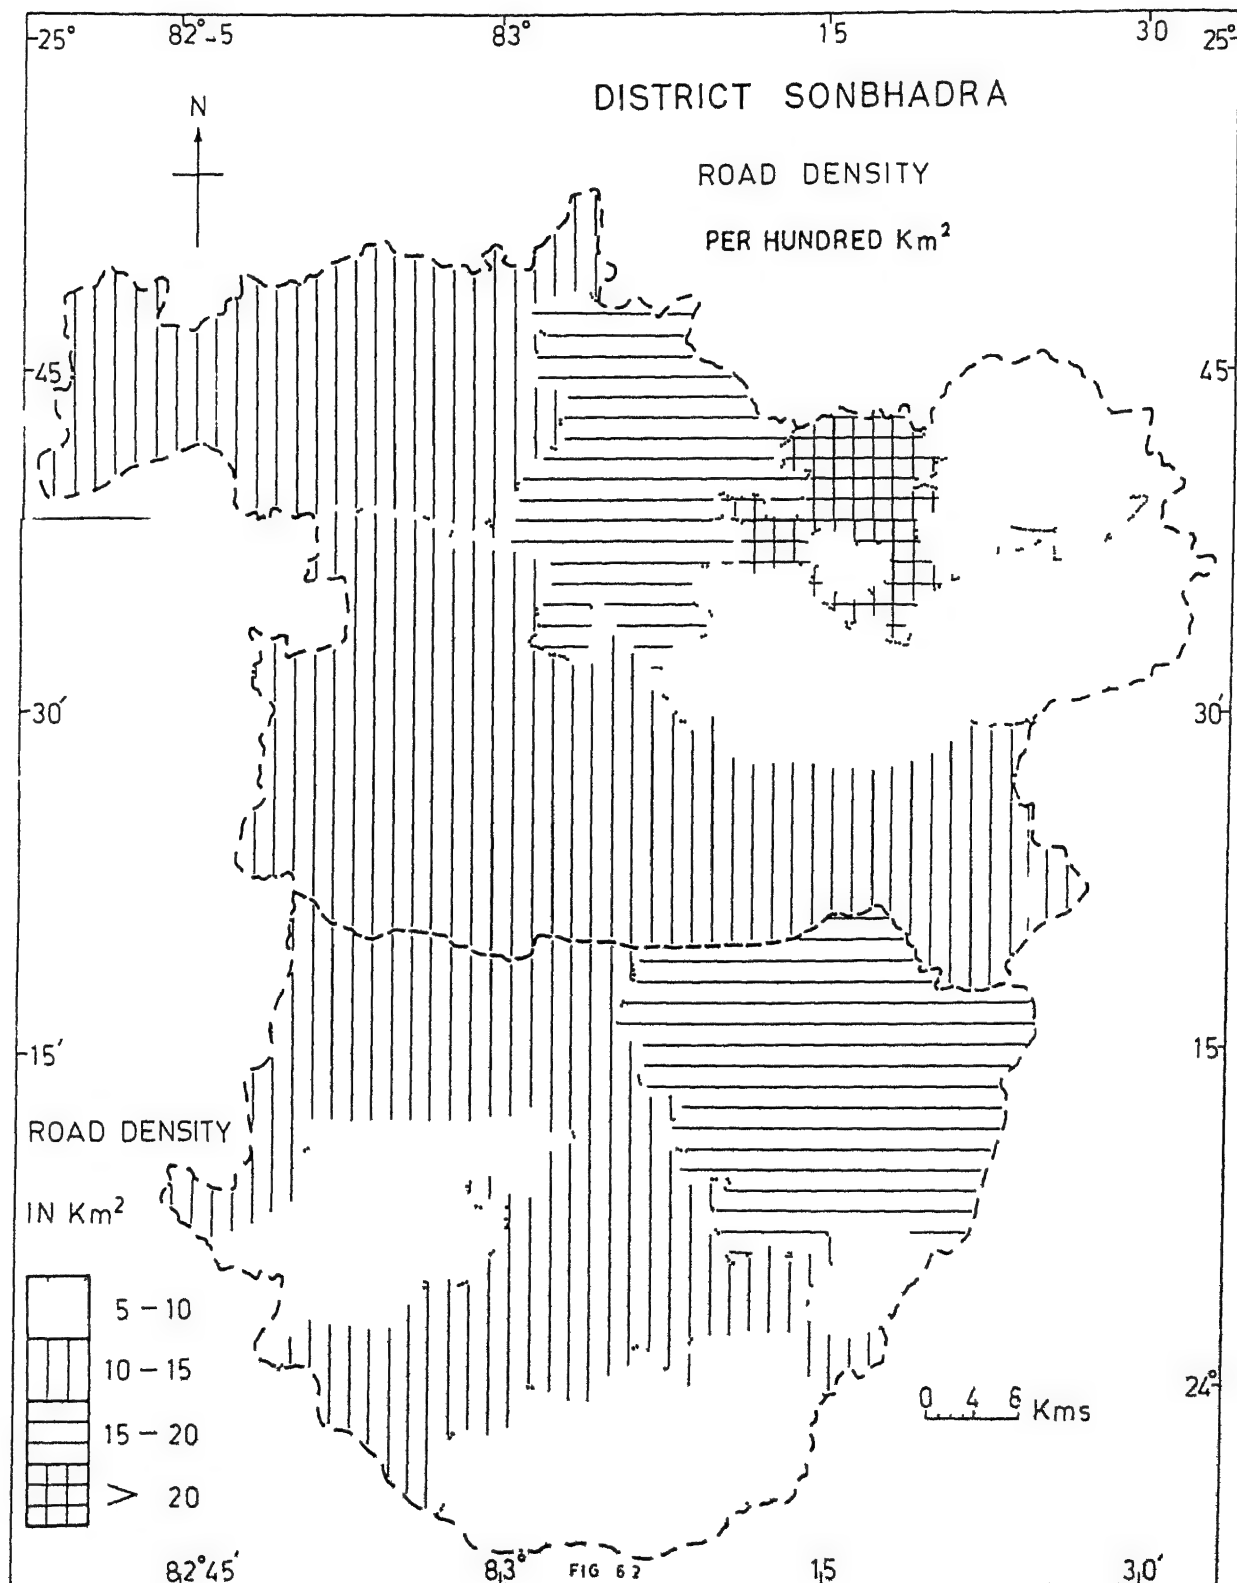 25° 82°-5 83° 15 30 25°
DISTRICT SONBHADRA
N
ROAD DENSITY
PER HUNDRED Km²
45 45
30′ 30′
15′ 15
ROAD DENSITY
IN Km²
5 – 10
10 – 15
15 – 20
> 20
24°
0 4 8 Kms
82°45′ 83° FIG 6 2 15 30′